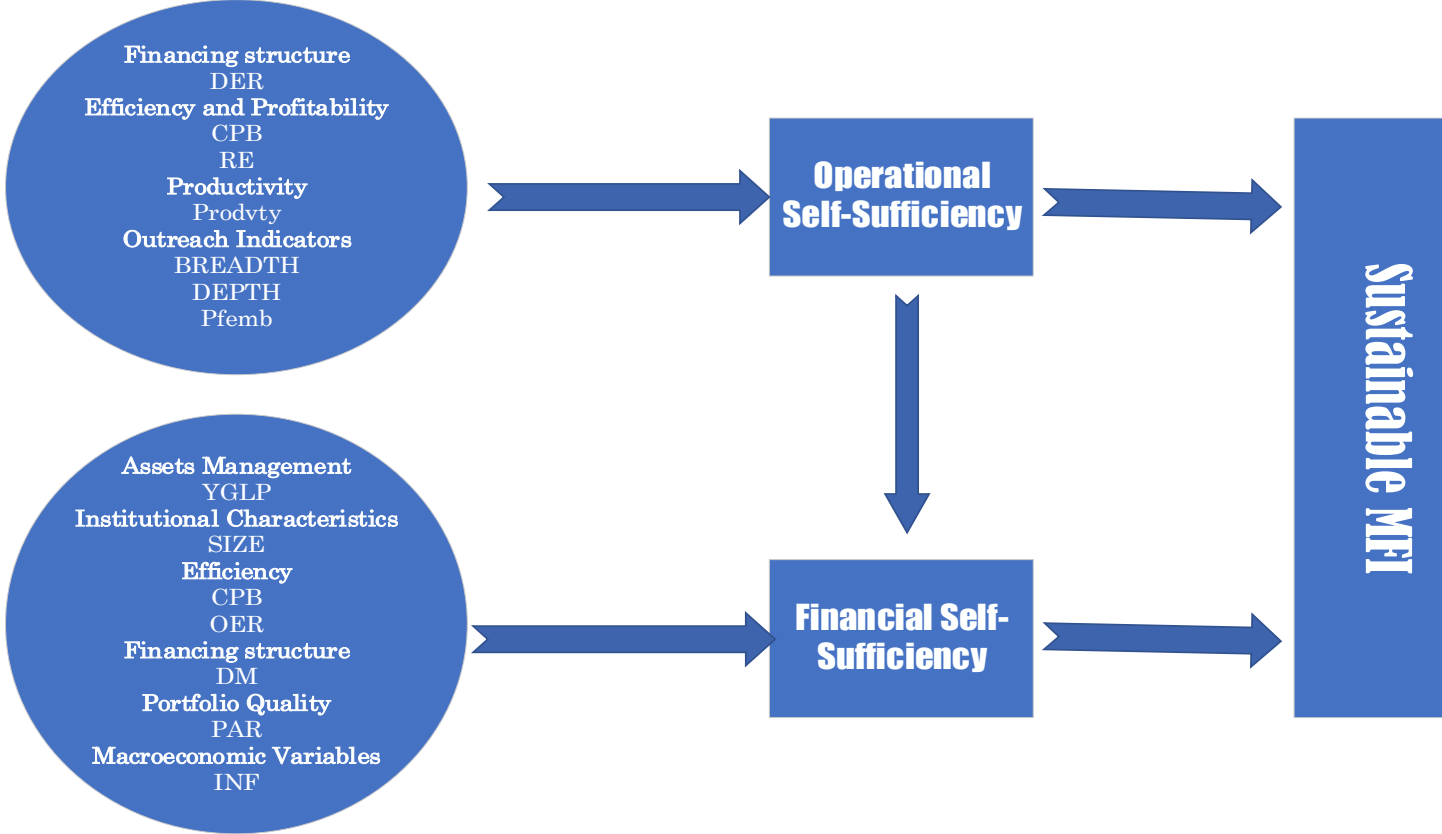 Financing structure
DER
Efficiency and Profitability
CPB
RE
Productivity
Prodvty
Outreach Indicators
BREADTH
DEPTH
Pfemb
Operational
Self-Sufficiency
Assets Management
YGLP
Institutional Characteristics
SIZE
Efficiency
CPB
OER
Financing structure
DM
Portfolio Quality
PAR
Macroeconomic Variables
INF
Financial Self-
Sufficiency
Sustainable MFI